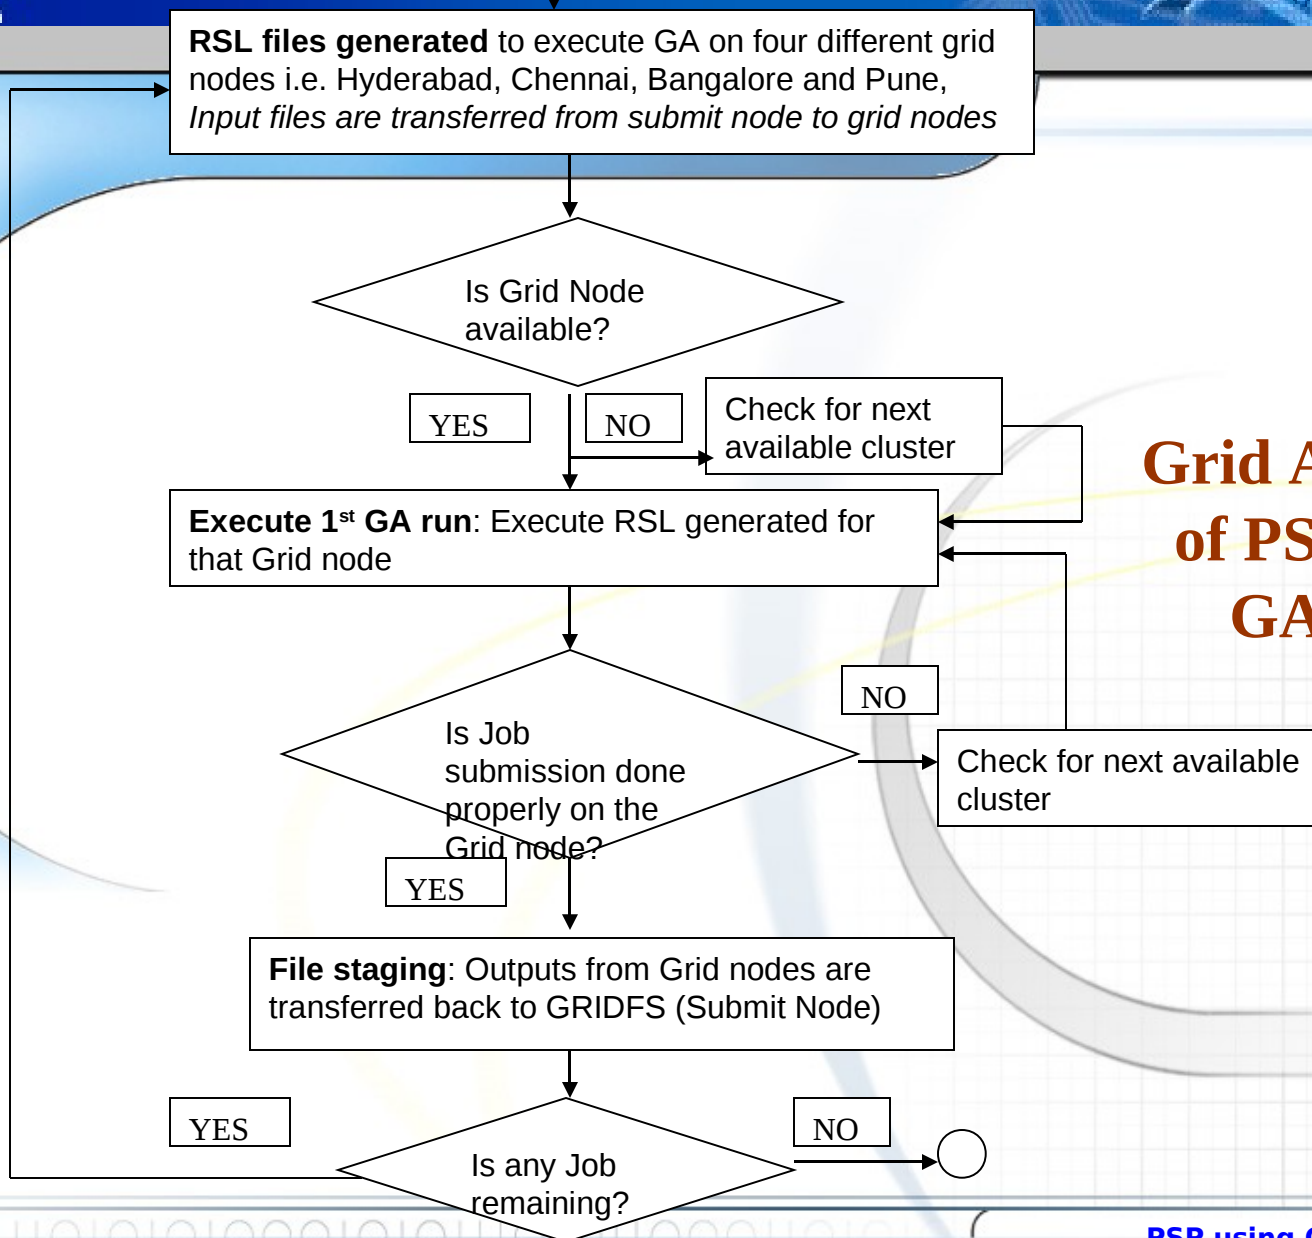 RSL files generated to execute GA on four different grid
nodes i.e. Hyderabad, Chennai, Bangalore and Pune,
Input files are transferred from submit node to grid nodes
Is Grid Node
available?
YES
NO
Check for next
available cluster
Grid
of
Execute 1st GA run: Execute RSL generated for
that Grid node
Is Job
submission done
properly on the
Grid node?
NO
Check for next available
cluster
YES
File staging: Outputs from Grid nodes are
transferred back to GRIDFS (Submit Node)
YES
NO
Is any Job
remaining?
PSP using